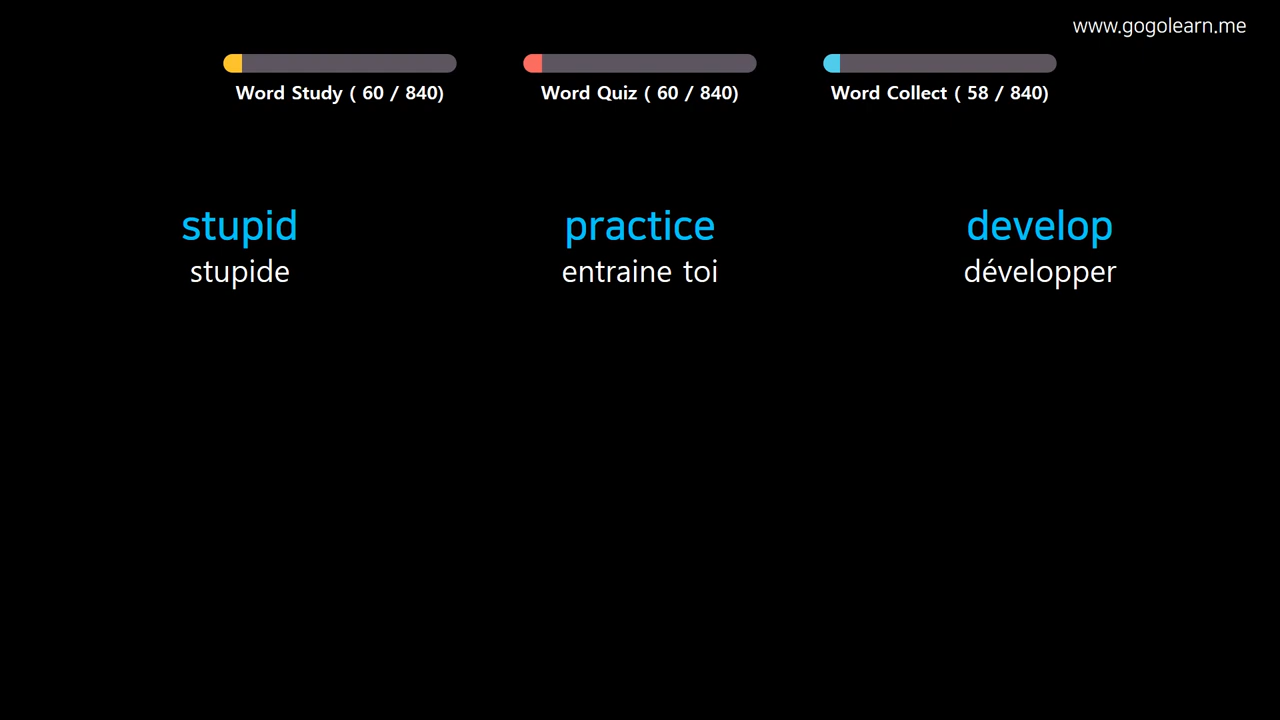 www.gogolearn.me
Word Study ( 60 / 840)
Word Quiz ( 60 / 840)
Word Collect ( 58 / 840)
stupid
stupide
practice
entraine toi
develop
développer